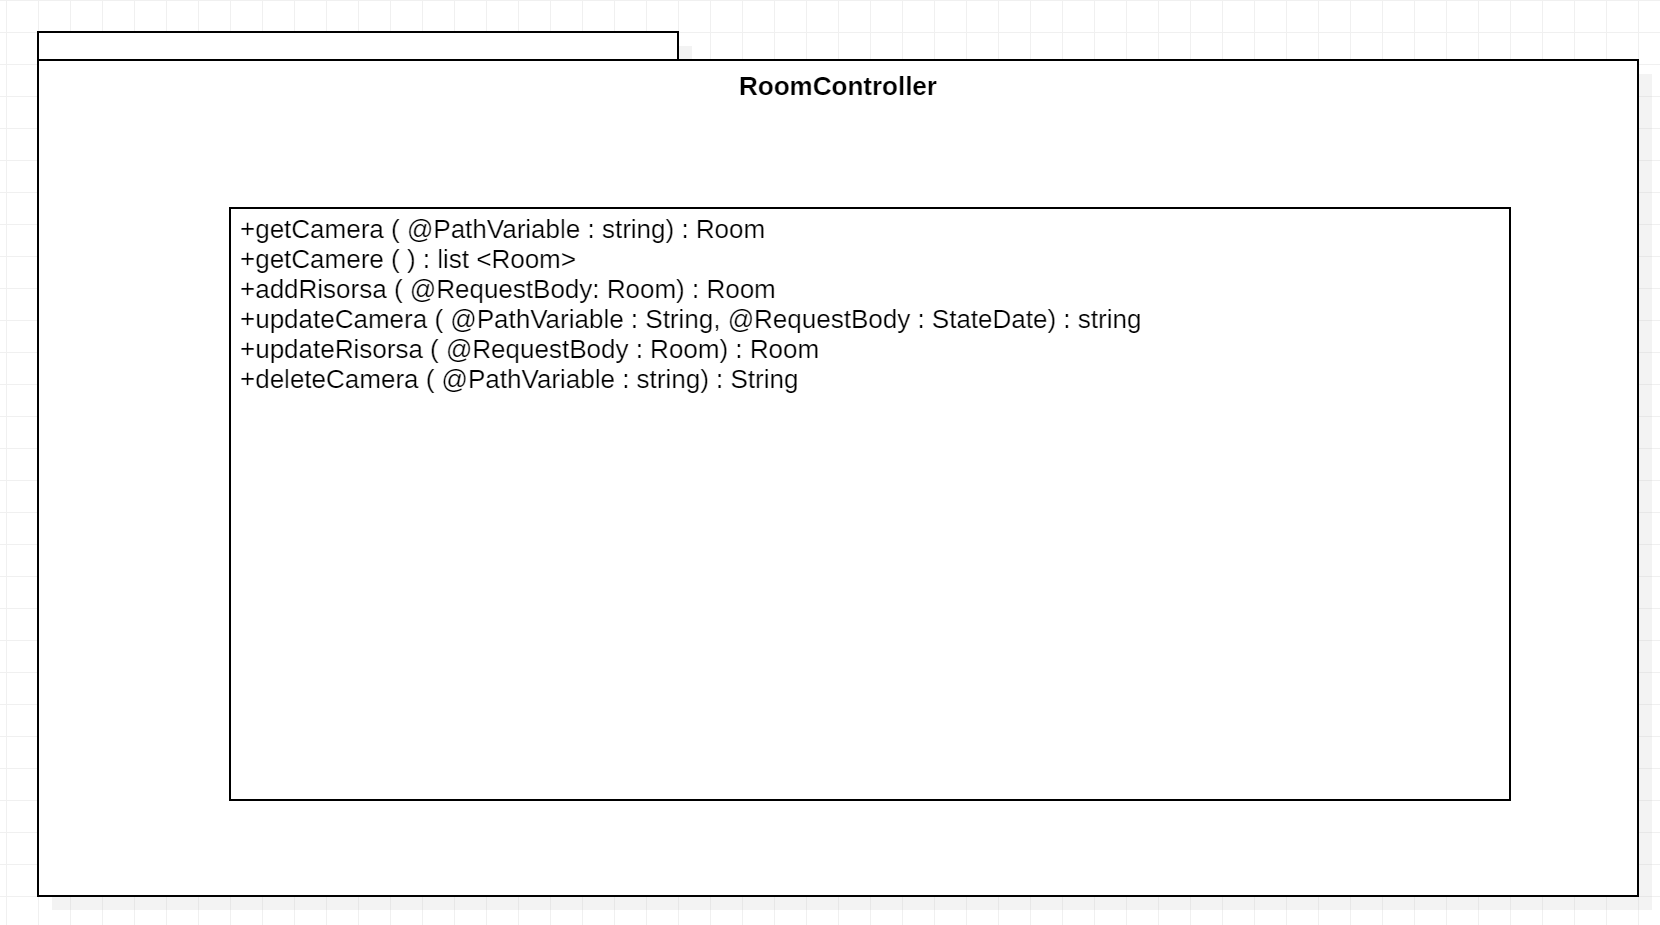 RoomController
+getCamera ( @PathVariable : string) : Room
+getCamere ( ) : list <Room>
+addRisorsa ( @RequestBody: Room) : Room
+updateCamera ( @PathVariable : String, @RequestBody : StateDate) : string
+updateRisorsa ( @RequestBody : Room) : Room
+deleteCamera ( @PathVariable : string) : String